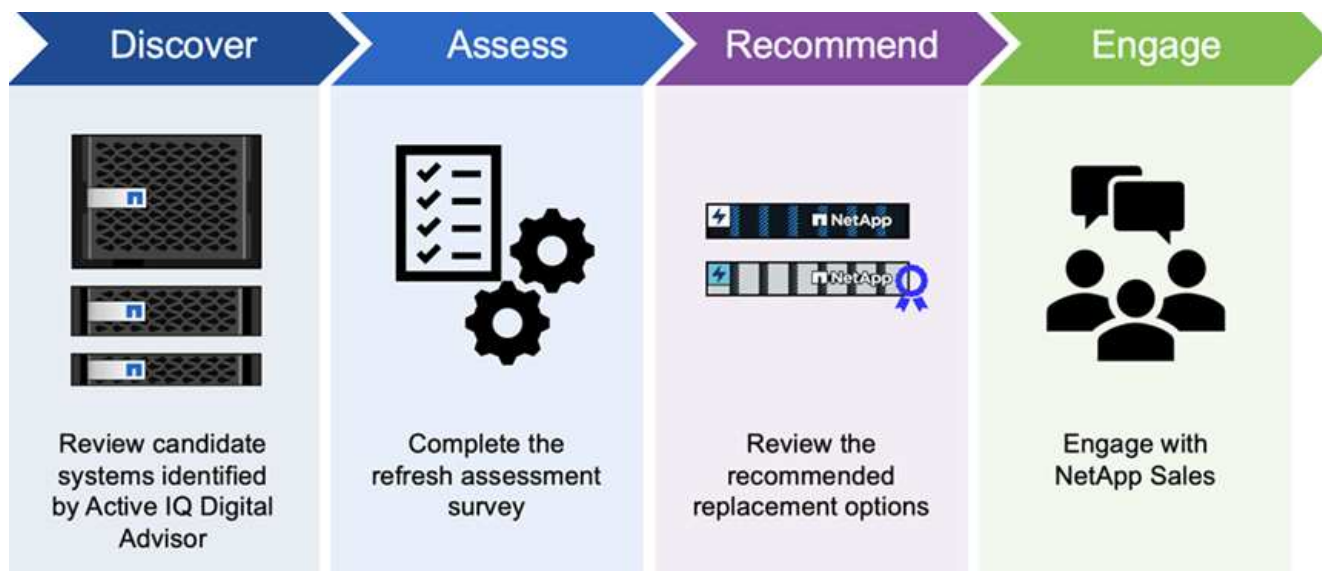 Discover
Assess
Recommend
Engage
NetApp
NetApp
Review candidate
systems identified
by Active IQ Digital
Advisor
Complete the
refresh assessment
survey
Review the
recommended
replacement options
Engage with
NetApp Sales